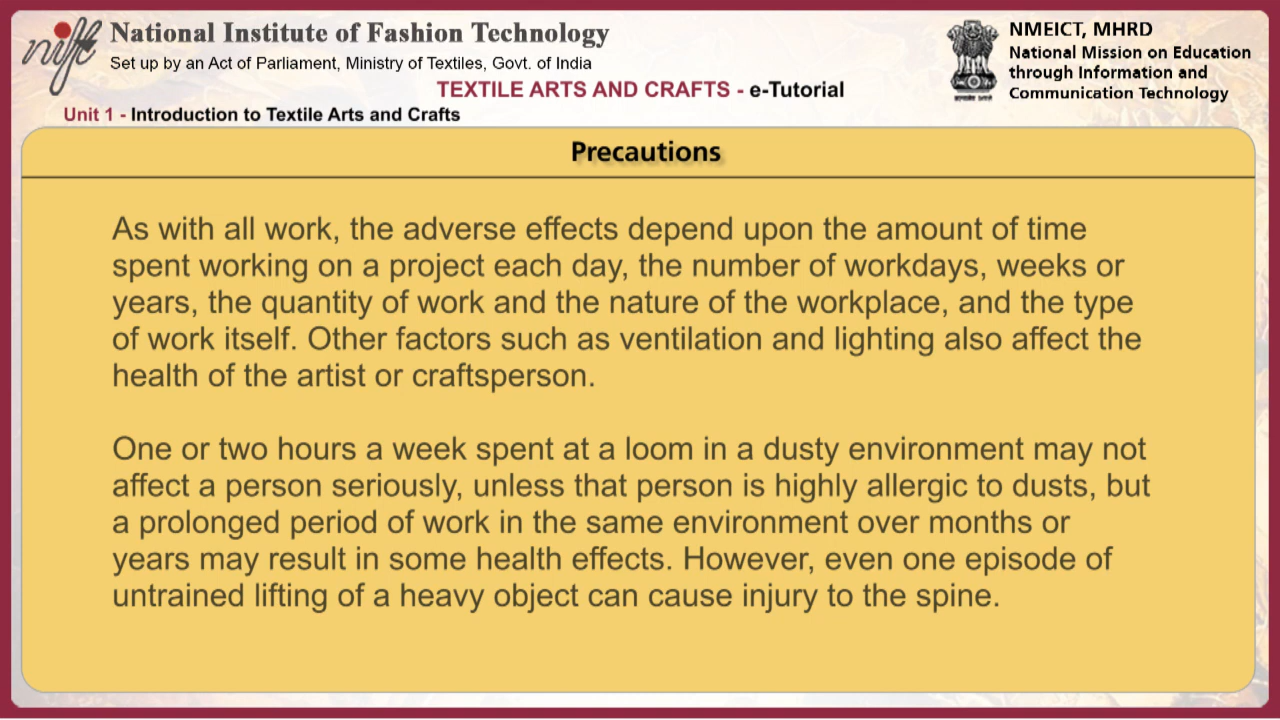 nift
National Institute of Fashion Technology
Set up by an Act of Parliament, Ministry of Textiles, Govt. of India
NMEICT, MHRD
National Mission on Education
through Information and
Communication Technology
TEXTILE ARTS AND CRAFTS - e-Tutorial
Unit 1 - Introduction to Textile Arts and Crafts
Precautions
As with all work, the adverse effects depend upon the amount of time
spent working on a project each day, the number of workdays, weeks or
years, the quantity of work and the nature of the workplace, and the type
of work itself. Other factors such as ventilation and lighting also affect the
health of the artist or craftsperson.
One or two hours a week spent at a loom in a dusty environment may not
affect a person seriously, unless that person is highly allergic to dusts, but
a prolonged period of work in the same environment over months or
years may result in some health effects. However, even one episode of
untrained lifting of a heavy object can cause injury to the spine.